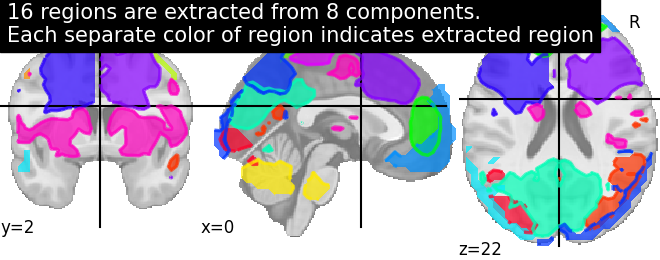 16 regions are extracted from 8 components.
Each separate color of region indicates extracted region
R
y=2
x=0
z=22